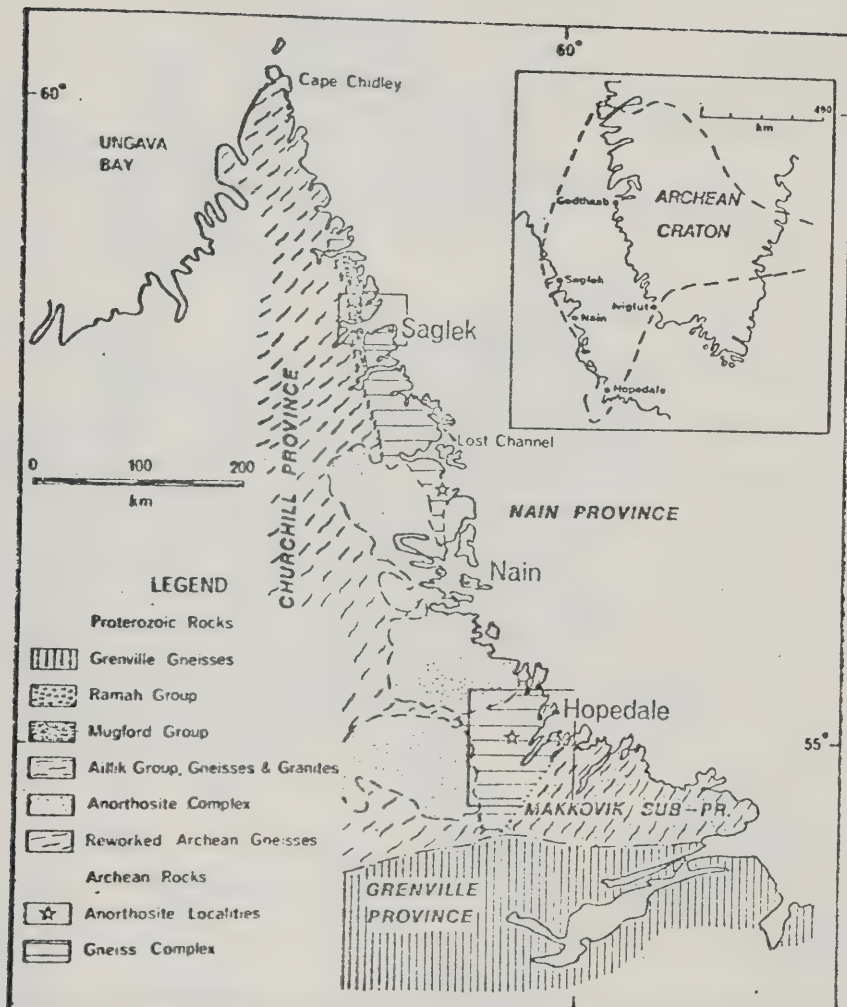 60°
60°
Cape Chidley
UNGAVA
BAY
km
ARCHEAN
CRATON
Godthaab
Saglek
Nain
Hopedale
Saglek
CHURCHILL PROVINCE
Lost Channel
0 100 200
km
NAIN PROVINCE
Nain
LEGEND
Proterozoic Rocks
Grenville Gneisses
Ramah Group
Mugford Group
Aillik Group, Gneisses & Granites
Anorthosite Complex
Reworked Archean Gneisses
Archean Rocks
Anorthosite Localities
Gneiss Complex
Hopedale
55°
MAKKOVIK SUB-PR.
GRENVILLE
PROVINCE